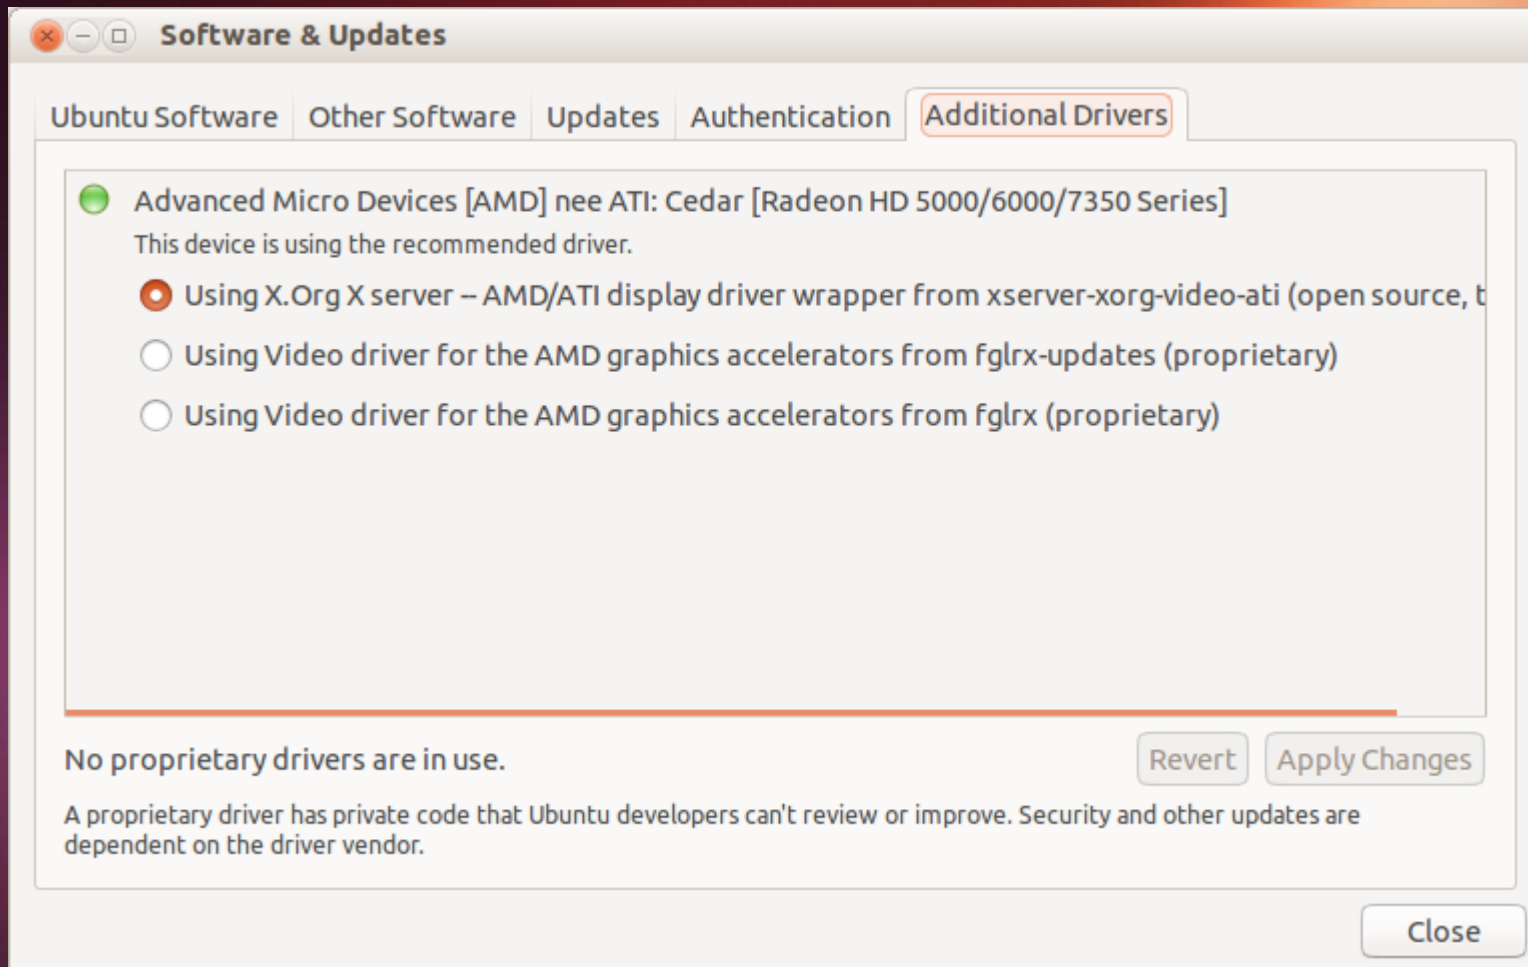 Software & Updates
Ubuntu Software Other Software Updates Authentication Additional Drivers
Advanced Micro Devices [AMD] nee ATI: Cedar [Radeon HD 5000/6000/7350 Series]
This device is using the recommended driver.
Using X.Org X server -- AMD/ATI display driver wrapper from xserver-xorg-video-ati (open source, t
Using Video driver for the AMD graphics accelerators from fglrx-updates (proprietary)
Using Video driver for the AMD graphics accelerators from fglrx (proprietary)
No proprietary drivers are in use.
Revert Apply Changes
A proprietary driver has private code that Ubuntu developers can't review or improve. Security and other updates are
dependent on the driver vendor.
Close